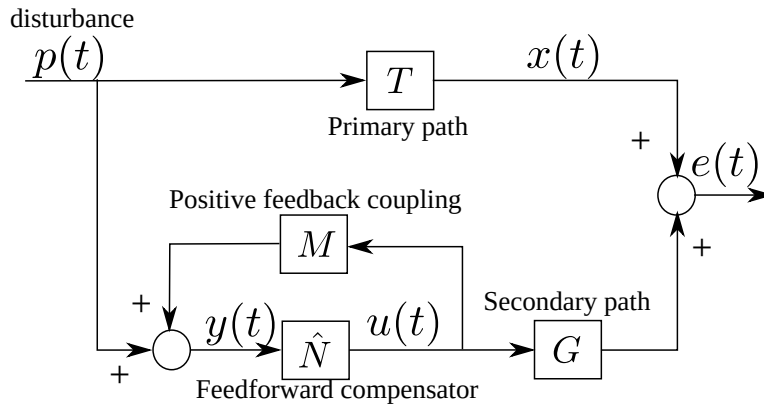 disturbance
p(t)
T
x(t)
Primary path
+
e(t)
Positive feedback coupling
M
+
+
Secondary path
y(t)
N̂
u(t)
G
+
Feedforward compensator